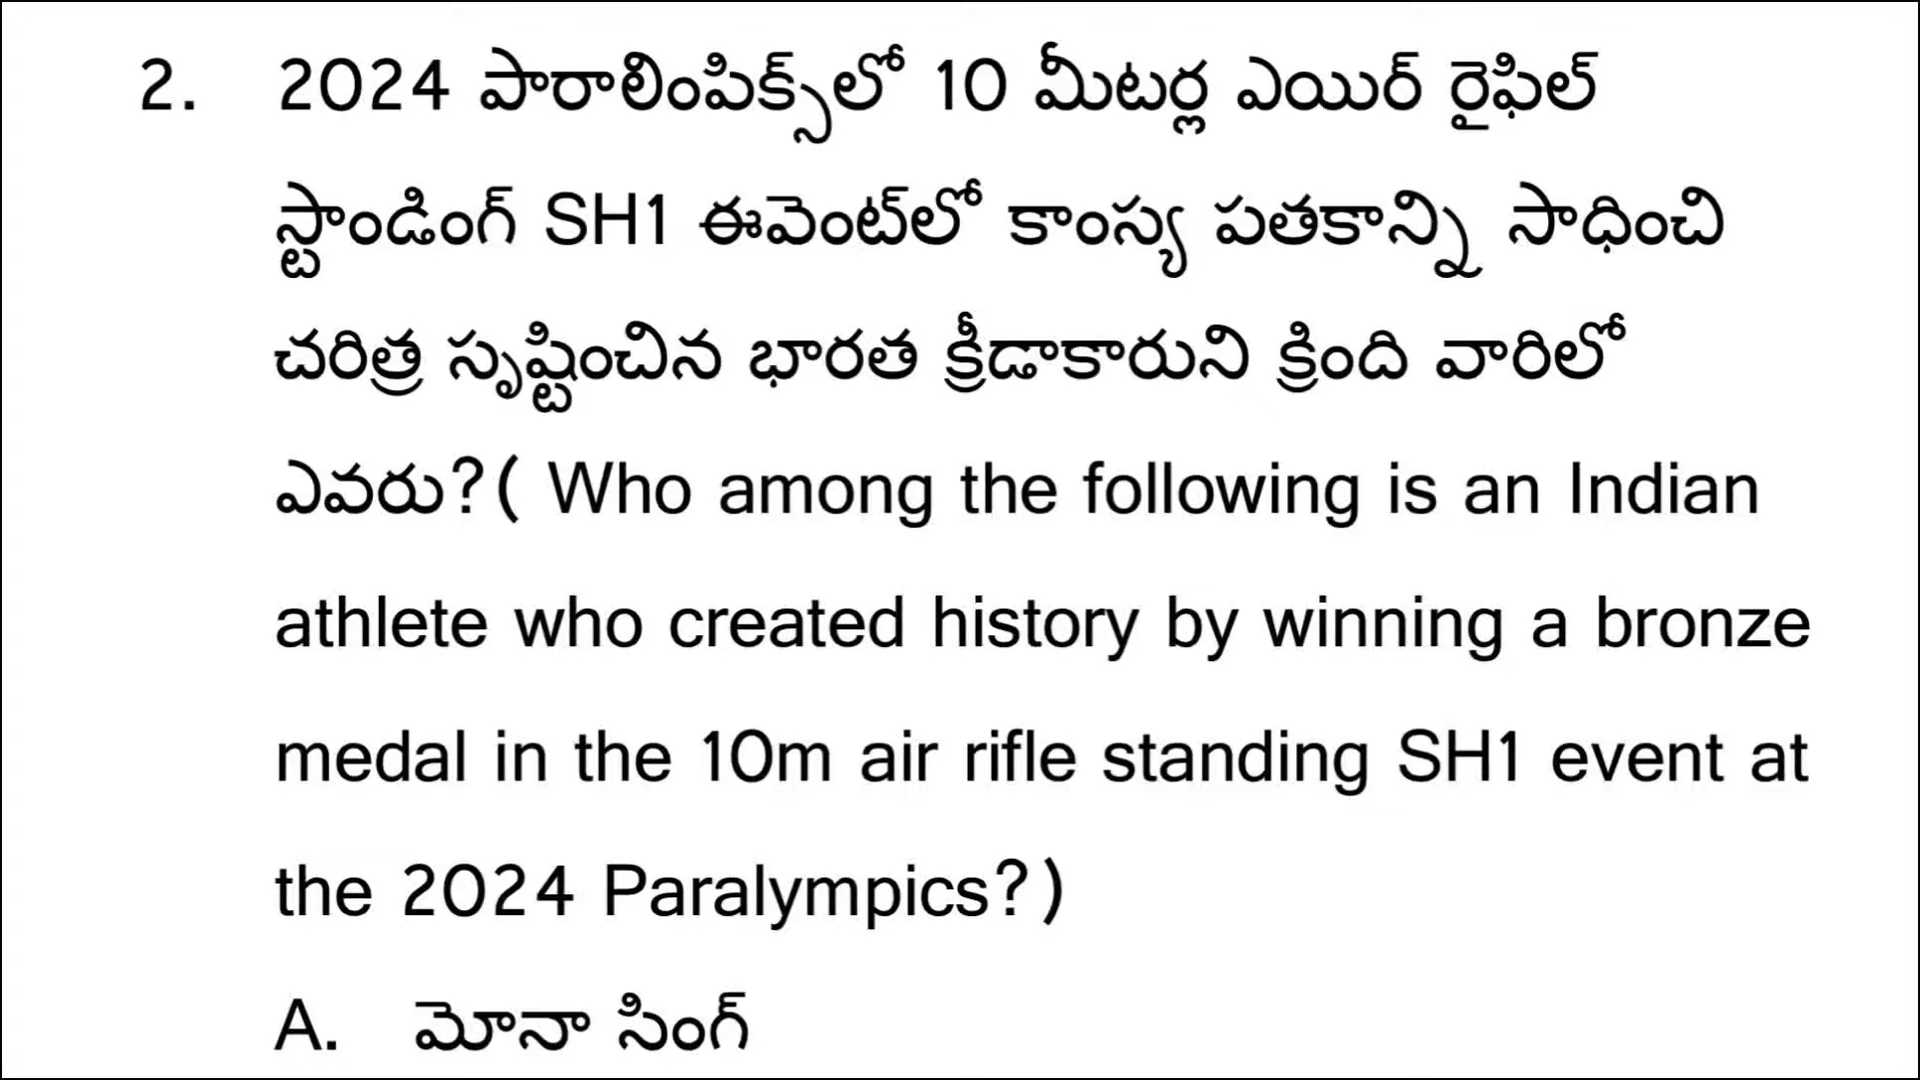 2. 2024 పారాలింపిక్స్‌లో 10 మీటర్ల ఎయిర్ రైఫిల్
స్టాండింగ్ SH1 ఈవెంట్‌లో కాంస్య పతకాన్ని సాధించి
చరిత్ర సృష్టించిన భారత క్రీడాకారుని క్రింది వారిలో
ఎవరు?( Who among the following is an Indian
athlete who created history by winning a bronze
medal in the 10m air rifle standing SH1 event at
the 2024 Paralympics?)
A. మోనా సింగ్